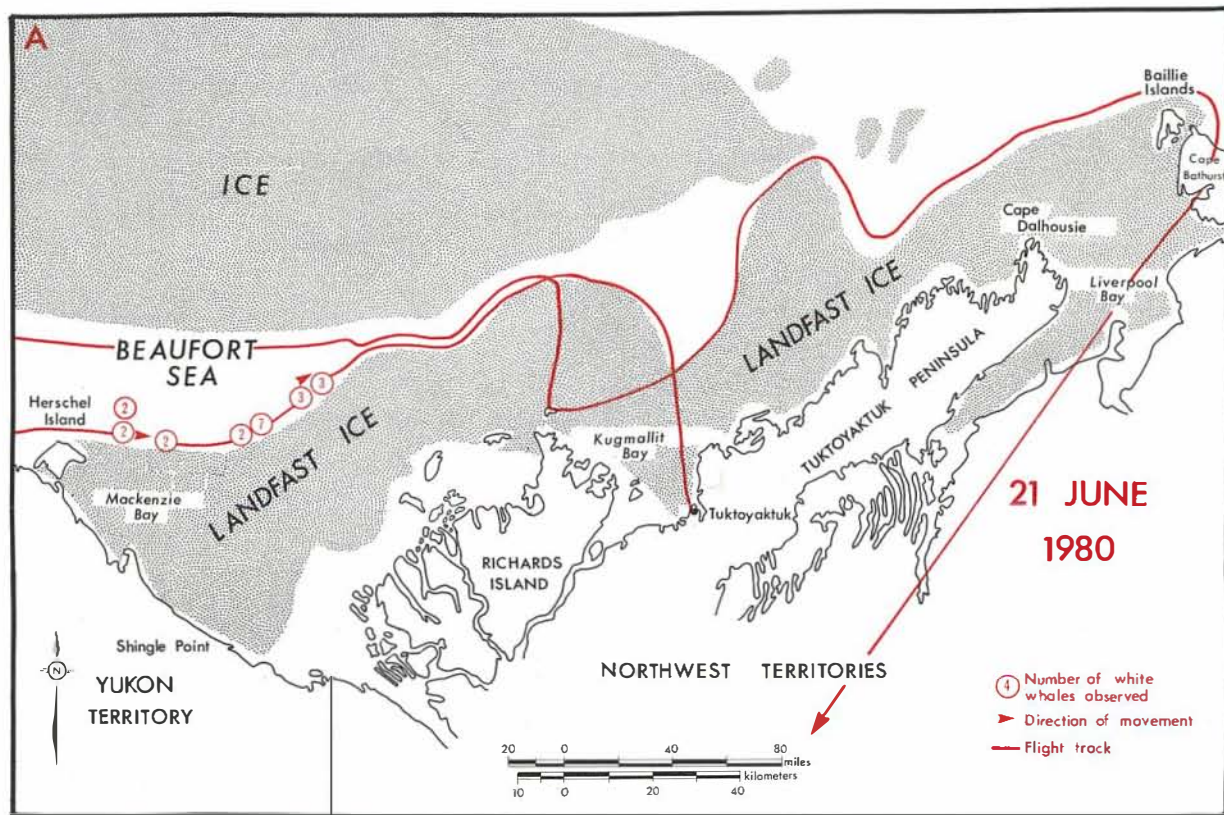 A
ICE
Baillie
Islands
Cape
Bathurst
Cape
Dalhousie
Liverpool
Bay
LANDFAST ICE
BEAUFORT
SEA
Herschel
Island
2
2
2
2
7
3
3
LANDFAST ICE
Mackenzie
Bay
Kugmallit
Bay
TUKTOYAKTUK PENINSULA
Tuktoyaktuk
21 JUNE
1980
RICHARDS
ISLAND
Shingle Point
N
YUKON
TERRITORY
NORTHWEST TERRITORIES
4 Number of white
whales observed
Direction of movement
Flight track
20 0 40 80
miles
kilometers
10 0 20 40